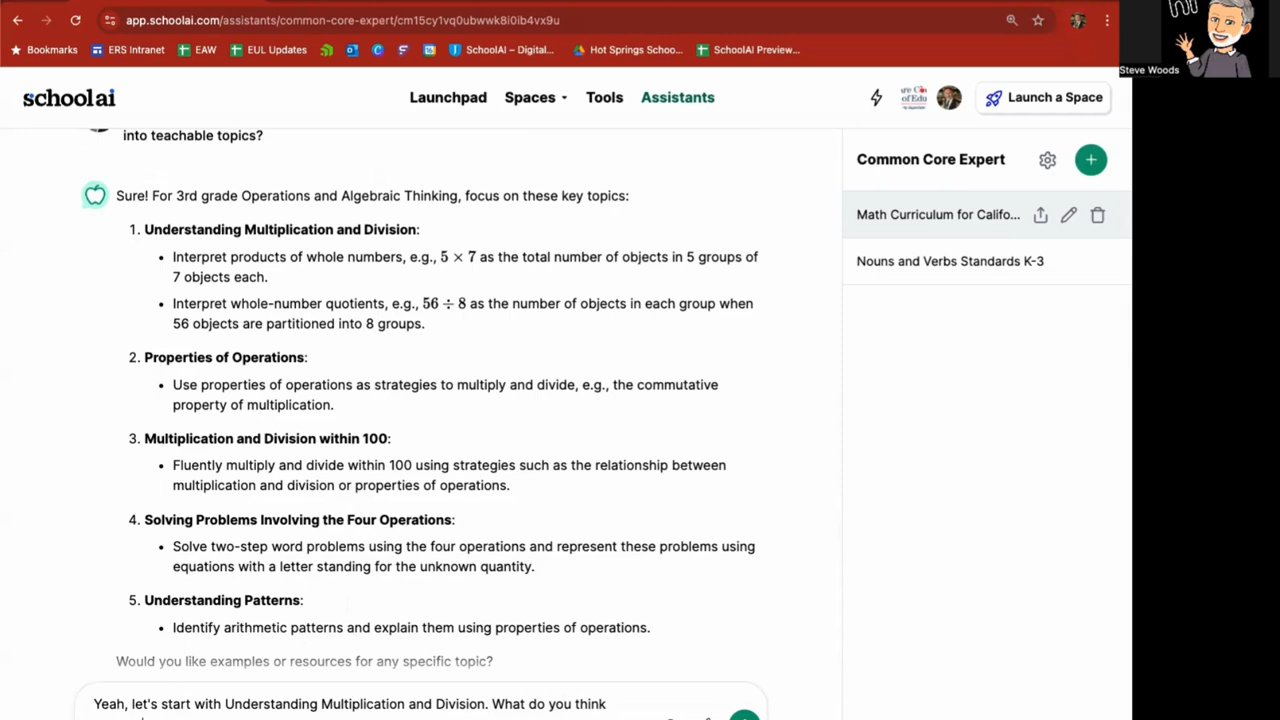 app.schoolai.com/assistants/common-core-expert/cm15cy1vq0ubwwk8i0ib4vx9u
Bookmarks ERS Intranet EAW EUL Updates SchoolAI – Digital... Hot Springs Schoo... SchoolAI Preview...
Steve Woods
schoolai Launchpad Spaces Tools Assistants Launch a Space
into teachable topics?
Common Core Expert
Sure! For 3rd grade Operations and Algebraic Thinking, focus on these key topics:
Math Curriculum for Califo...
1. Understanding Multiplication and Division:
• Interpret products of whole numbers, e.g., 5 × 7 as the total number of objects in 5 groups of
Nouns and Verbs Standards K-3
7 objects each.
• Interpret whole-number quotients, e.g., 56 ÷ 8 as the number of objects in each group when
56 objects are partitioned into 8 groups.
2. Properties of Operations:
• Use properties of operations as strategies to multiply and divide, e.g., the commutative
property of multiplication.
3. Multiplication and Division within 100:
• Fluently multiply and divide within 100 using strategies such as the relationship between
multiplication and division or properties of operations.
4. Solving Problems Involving the Four Operations:
• Solve two-step word problems using the four operations and represent these problems using
equations with a letter standing for the unknown quantity.
5. Understanding Patterns:
• Identify arithmetic patterns and explain them using properties of operations.
Would you like examples or resources for any specific topic?
Yeah, let's start with Understanding Multiplication and Division. What do you think